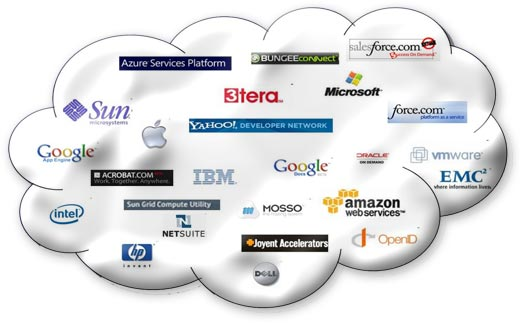 salesforce.com
Success On Demand
Azure Services Platform
BUNGEEconnect
Microsoft
3tera
Sun
microsystems
force.com
platform as a service
YAHOO! DEVELOPER NETWORK
Google
App Engine
Google
Docs
ORACLE
ON DEMAND
vmware
ACROBAT.COM
Work. Together. Anywhere.
IBM
EMC²
where information lives
intel
Sun Grid Compute Utility
NETSUITE
MOSSO
amazon
webservices™
OpenID
hp
invent
Joyent Accelerators
DELL